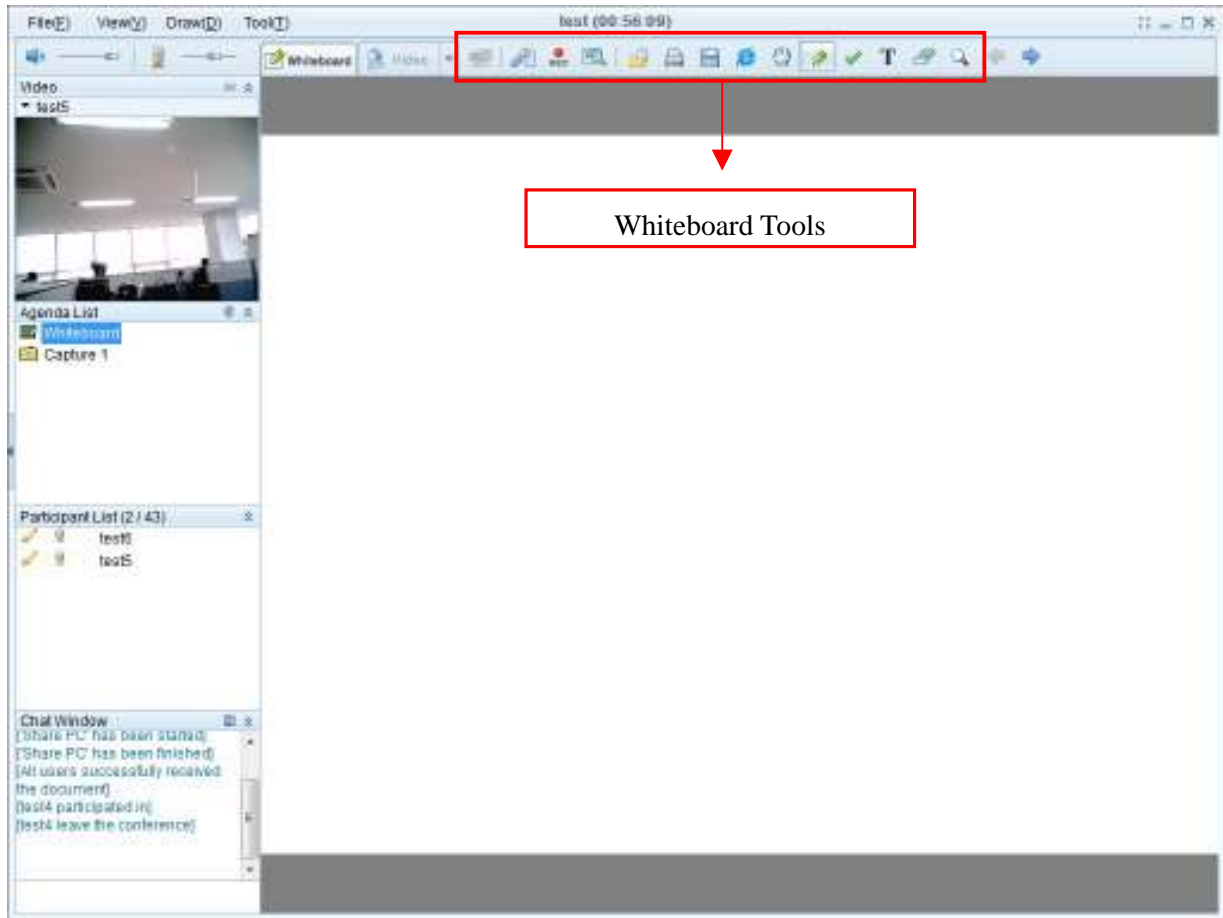 File(F) View(V) Draw(D) Tool(T)
test (00:56:09)
Whiteboard Video
T
Video
test5
Whiteboard Tools
Agenda List
Whiteboard
Capture 1
Participant List (2 / 43)
test6
test5
Chat Window
['Share PC' has been started]
['Share PC' has been finished]
[All users successfully received
the document]
[test4 participated in]
[test4 leave the conference]